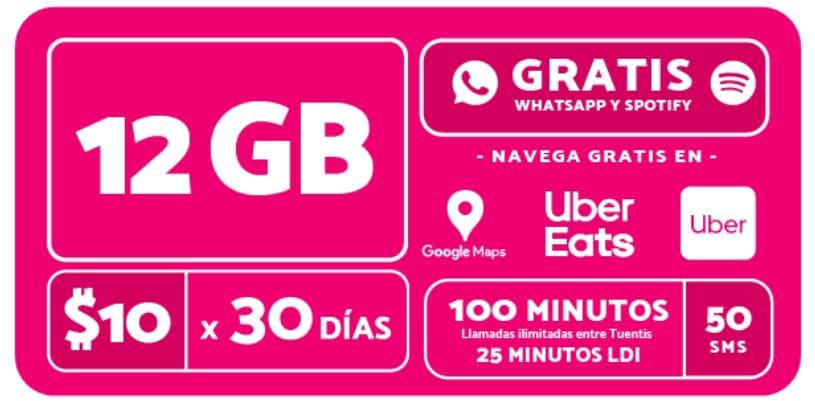 12 GB
$10
x 30 DÍAS
GRATIS
WHATSAPP Y SPOTIFY
- NAVEGA GRATIS EN -
Google Maps
Uber
Eats
Uber
100 MINUTOS
Llamadas ilimitadas entre Tuentis
25 MINUTOS LDI
50
SMS